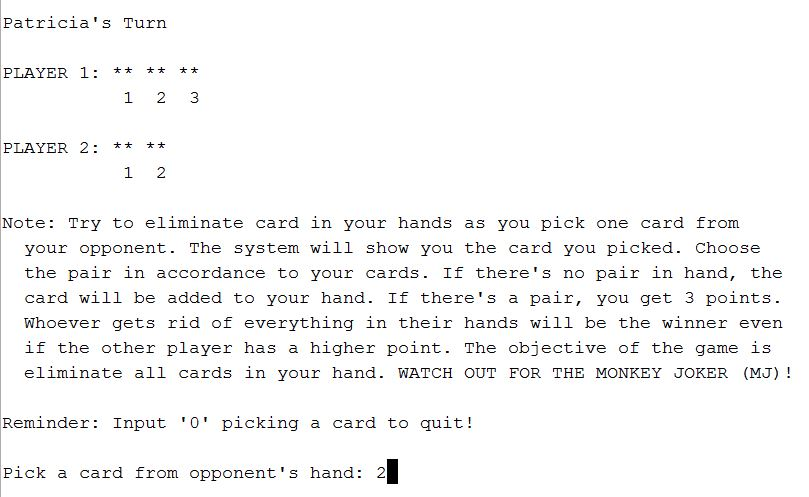 Patricia's Turn
PLAYER 1: ** ** **
1 2 3
PLAYER 2: ** **
1 2
Note: Try to eliminate card in your hands as you pick one card from
your opponent. The system will show you the card you picked. Choose
the pair in accordance to your cards. If there's no pair in hand, the
card will be added to your hand. If there's a pair, you get 3 points.
Whoever gets rid of everything in their hands will be the winner even
if the other player has a higher point. The objective of the game is
eliminate all cards in your hand. WATCH OUT FOR THE MONKEY JOKER (MJ)!
Reminder: Input '0' picking a card to quit!
Pick a card from opponent's hand: 2